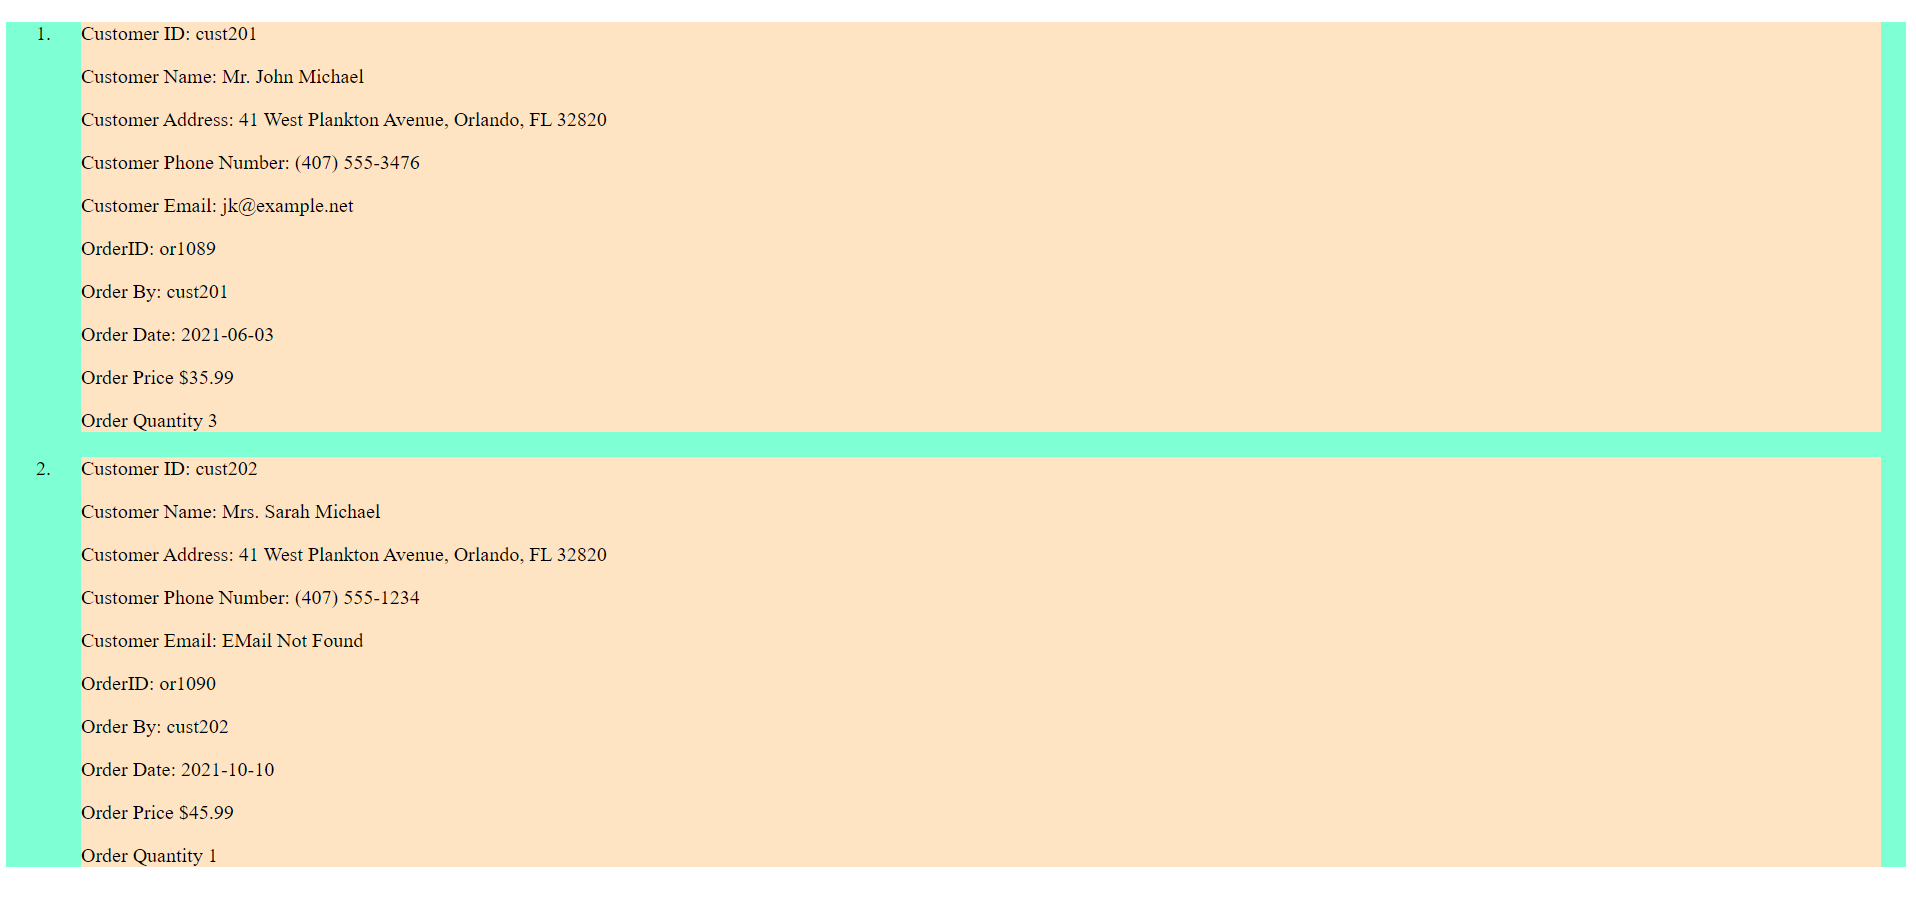 1. Customer ID: cust201
Customer Name: Mr. John Michael
Customer Address: 41 West Plankton Avenue, Orlando, FL 32820
Customer Phone Number: (407) 555-3476
Customer Email: jk@example.net
OrderID: or1089
Order By: cust201
Order Date: 2021-06-03
Order Price $35.99
Order Quantity 3
2. Customer ID: cust202
Customer Name: Mrs. Sarah Michael
Customer Address: 41 West Plankton Avenue, Orlando, FL 32820
Customer Phone Number: (407) 555-1234
Customer Email: EMail Not Found
OrderID: or1090
Order By: cust202
Order Date: 2021-10-10
Order Price $45.99
Order Quantity 1